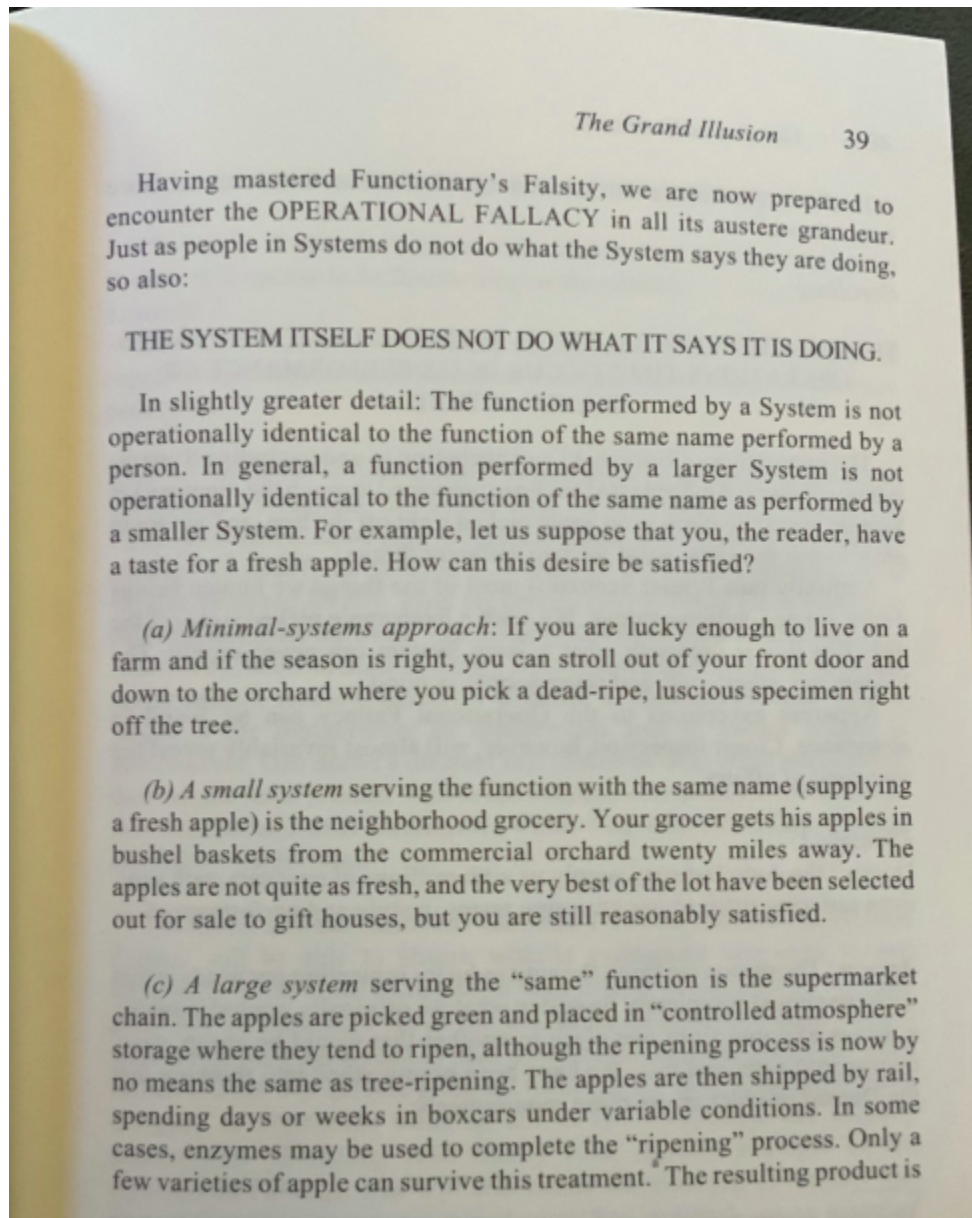 The Grand Illusion 39
Having mastered Functionary's Falsity, we are now prepared to
encounter the OPERATIONAL FALLACY in all its austere grandeur.
Just as people in Systems do not do what the System says they are doing,
so also:
THE SYSTEM ITSELF DOES NOT DO WHAT IT SAYS IT IS DOING.
In slightly greater detail: The function performed by a System is not
operationally identical to the function of the same name performed by a
person. In general, a function performed by a larger System is not
operationally identical to the function of the same name as performed by
a smaller System. For example, let us suppose that you, the reader, have
a taste for a fresh apple. How can this desire be satisfied?
(a) Minimal-systems approach: If you are lucky enough to live on a
farm and if the season is right, you can stroll out of your front door and
down to the orchard where you pick a dead-ripe, luscious specimen right
off the tree.
(b) A small system serving the function with the same name (supplying
a fresh apple) is the neighborhood grocery. Your grocer gets his apples in
bushel baskets from the commercial orchard twenty miles away. The
apples are not quite as fresh, and the very best of the lot have been selected
out for sale to gift houses, but you are still reasonably satisfied.
(c) A large system serving the “same” function is the supermarket
chain. The apples are picked green and placed in “controlled atmosphere”
storage where they tend to ripen, although the ripening process is now by
no means the same as tree-ripening. The apples are then shipped by rail,
spending days or weeks in boxcars under variable conditions. In some
cases, enzymes may be used to complete the “ripening” process. Only a
few varieties of apple can survive this treatment.* The resulting product is